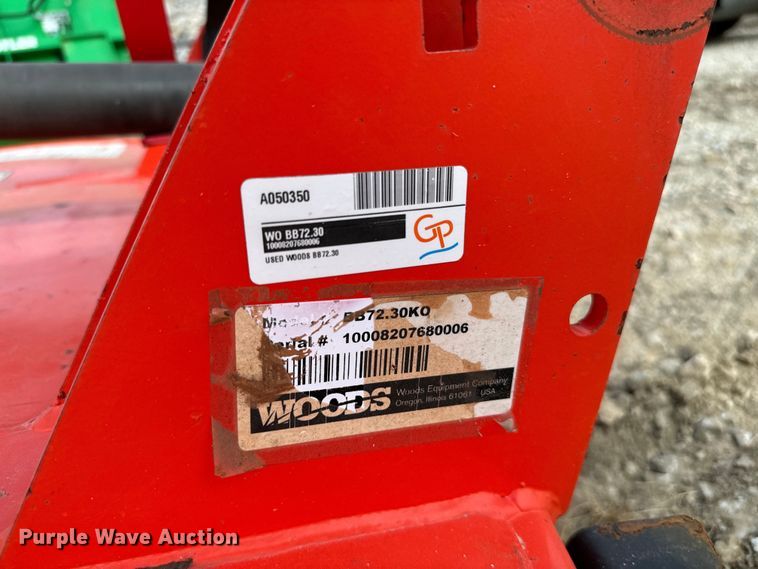 A050350
WO BB72.30
10008207680006
USED WOODS BB72.30
GP
BB72.30KO
Serial # 10008207680006
WOODS
Woods Equipment Company
Oregon, Illinois 61061 USA
Purple Wave Auction